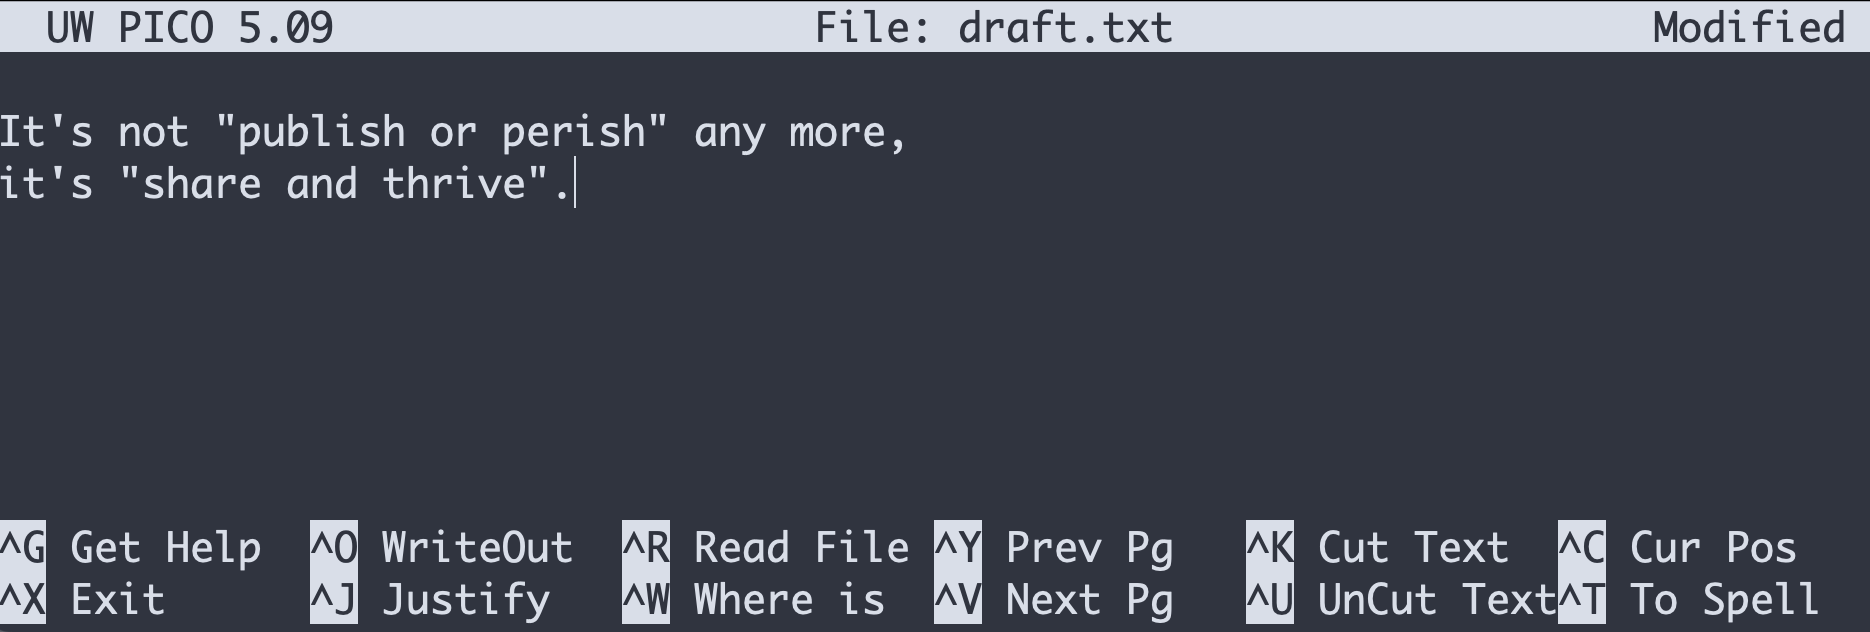 UW PICO 5.09 File: draft.txt Modified
It's not "publish or perish" any more,
it's "share and thrive".
^G Get Help ^O WriteOut ^R Read File ^Y Prev Pg ^K Cut Text ^C Cur Pos
^X Exit ^J Justify ^W Where is ^V Next Pg ^U UnCut Text ^T To Spell